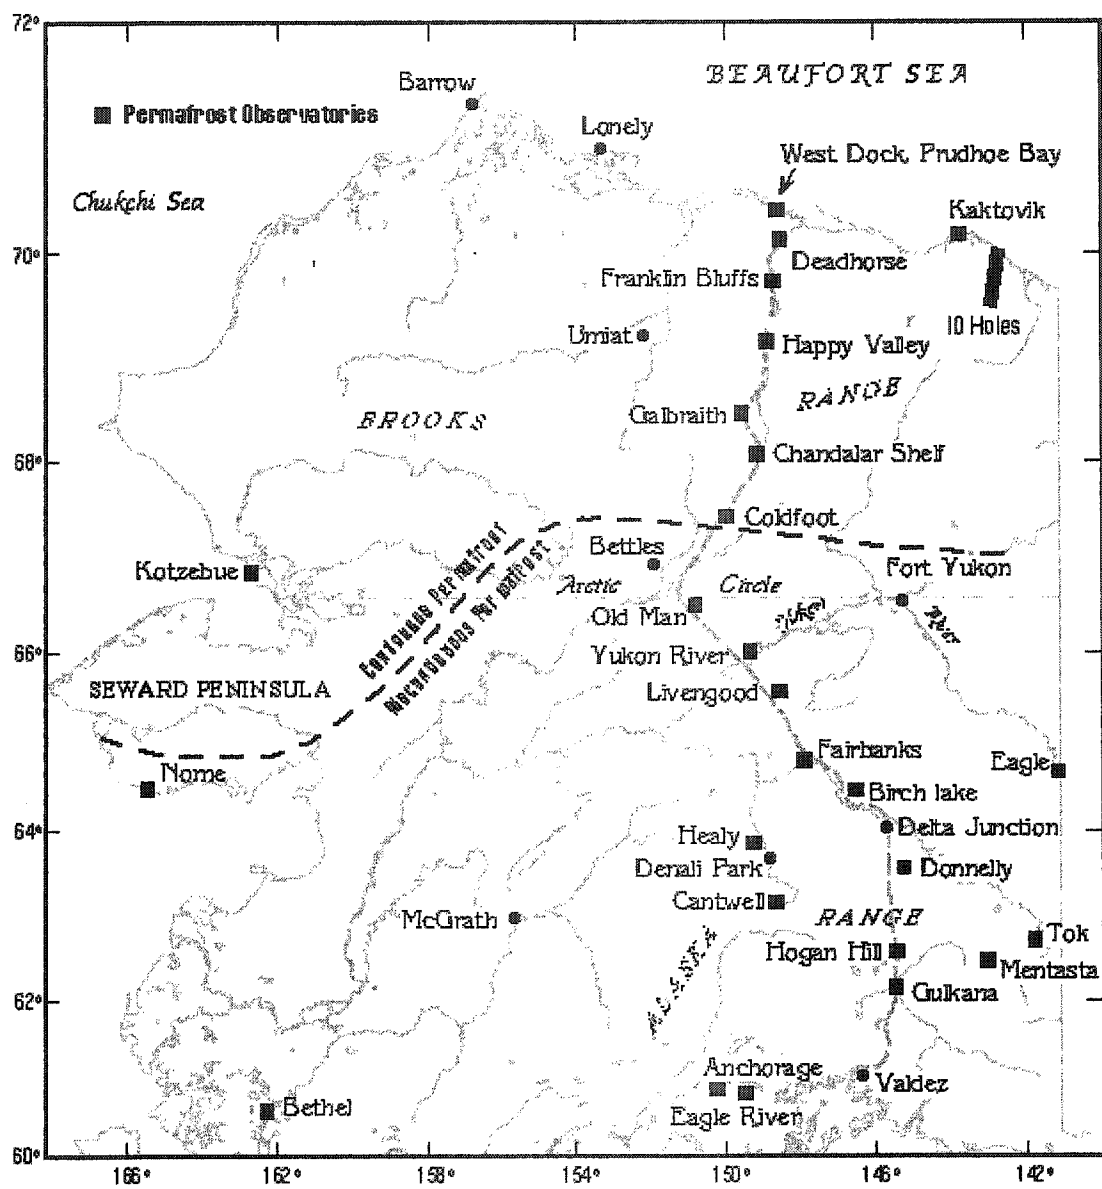 72°
BEAUFORT SEA
Barrow
Permafrost Observatories
Lonely
West Dock, Prudhoe Bay
Chukchi Sea
Kaktovik
70°
Deadhorse
Franklin Bluffs
10 Holes
Umiat
Happy Valley
RANGE
BROOKS
Galbraith
68°
Chandalar Shelf
Coldfoot
Continuous Permafrost
Bettles
Kotzebue
Fort Yukon
Arctic Circle
Old Man
River
66°
Yukon River
SEWARD PENINSULA
Livengood
Fairbanks
Nome
Eagle
Birch lake
64°
Delta Junction
Healy
Denali Park
Donnelly
Cantwell
McGrath
RANGE
Tok
Hogan Hill
Mentasta
ALASKA
62°
Gulkana
Anchorage
Valdez
Bethel
Eagle River
60°
166° 162° 158° 154° 150° 146° 142°